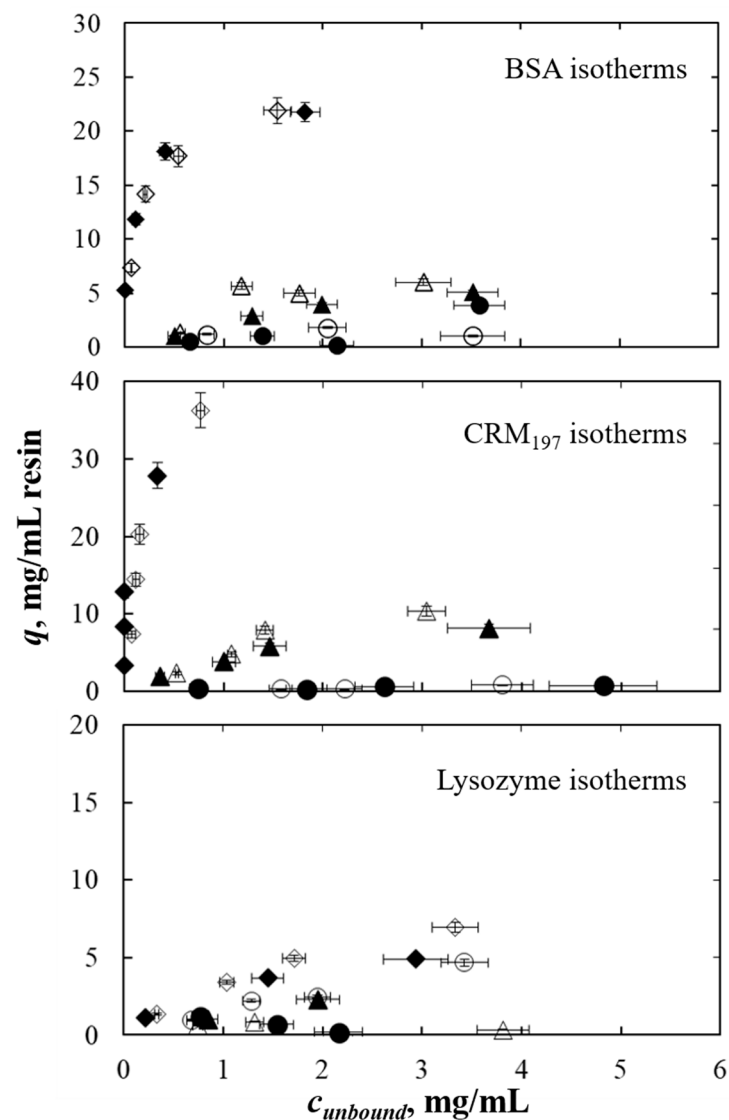 30
25
20
15
10
5
0
BSA isotherms
40
30
20
10
0
CRM197 isotherms
q, mg/mL resin
20
15
10
5
0
Lysozyme isotherms
0 1 2 3 4 5 6
cunbound, mg/mL